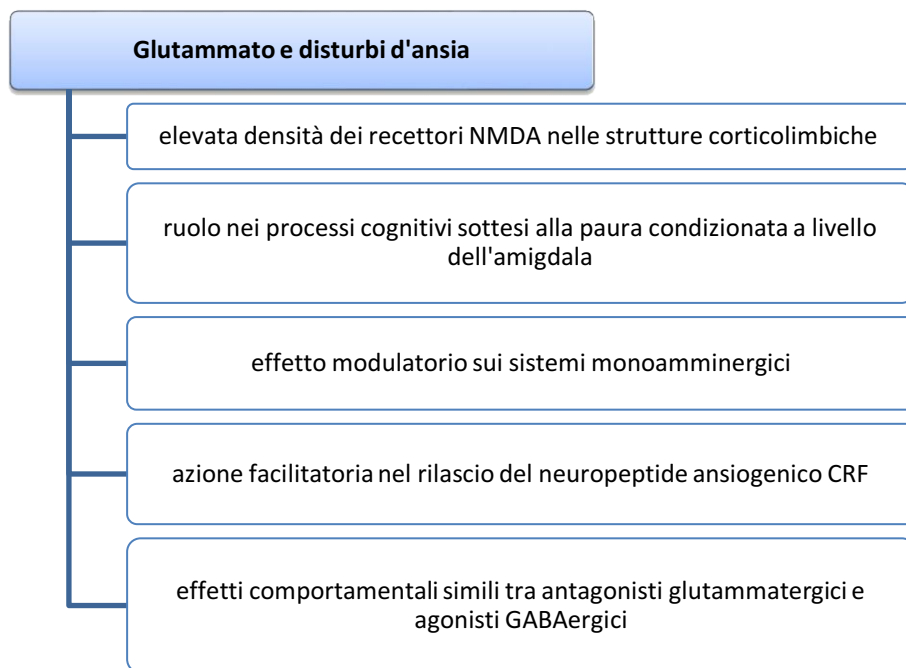 Glutammato e disturbi d'ansia
elevata densità dei recettori NMDA nelle strutture corticolimbiche
ruolo nei processi cognitivi sottesi alla paura condizionata a livello
dell'amigdala
effetto modulatorio sui sistemi monoamminergici
azione facilitatoria nel rilascio del neuropeptide ansiogenico CRF
effetti comportamentali simili tra antagonisti glutammatergici e
agonisti GABAergici